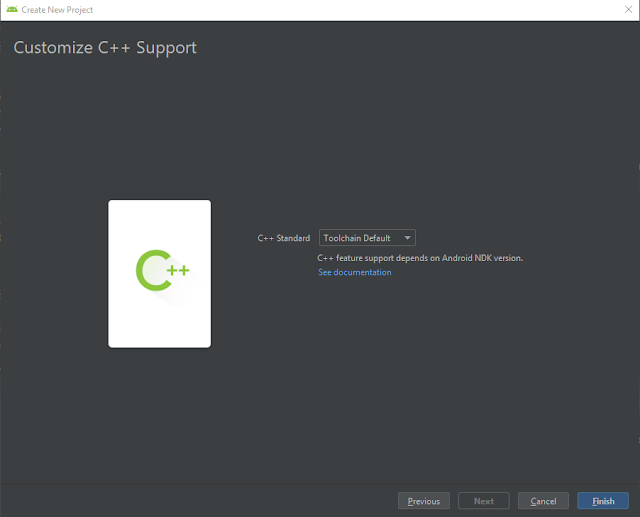 Create New Project
Customize C++ Support
C++
C++ Standard Toolchain Default
C++ feature support depends on Android NDK version.
See documentation
Previous Next Cancel Finish